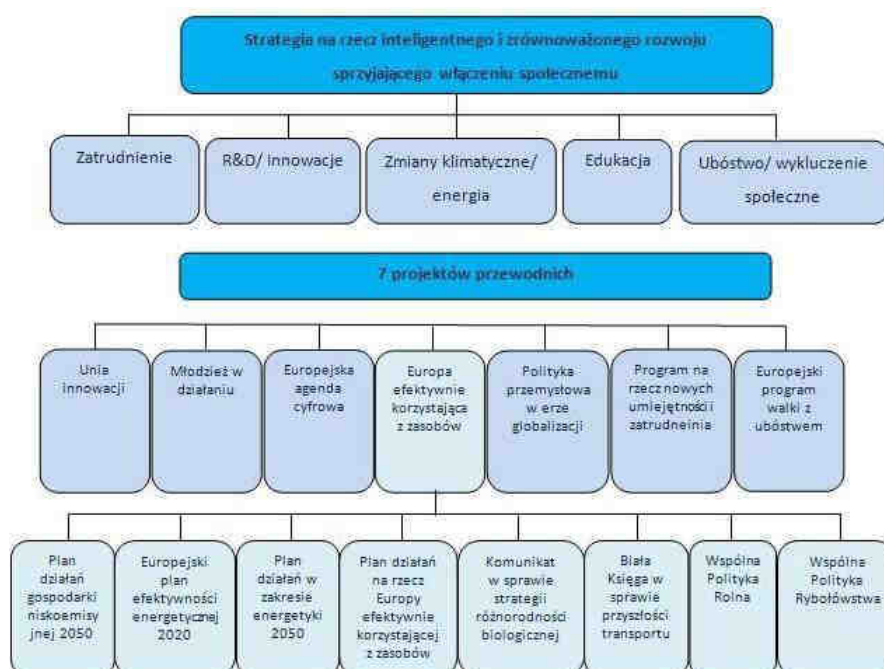 Strategia na rzecz inteligentnego i zrównoważonego rozwoju
sprzyjającego włączeniu społecznemu
Zatrudnienie
R&D/ Innowacje
Zmiany klimatyczne/
energia
Edukacja
Ubóstwo/ wykluczenie
społeczne
7 projektów przewodnich
Unia
Innowacji
Młodzież w
działaniu
Europejska
agenda
cyfrowa
Europa
efektywnie
korzystająca
z zasobów
Polityka
przemysłowa
w erze
globalizacji
Program na
rzecz nowych
umiejętności i
zatrudneinia
Europejski
program
walki z
ubóstwem
Plan
działań
gospodarki
niskoemisy
jnej 2050
Europejski
plan
efektywności
energetycznej
2020
Plan
działań w
zakresie
energetyki
2050
Plan działań
na rzecz
Europy
efektywnie
korzystającej
z zasobów
Komunikat
w sprawie
strategii
różnorodności
biologicznej
Biała
Księga w
sprawie
przyszłości
transportu
Wspólna
Polityka
Rolna
Wspólna
Polityka
Rybołówstwa